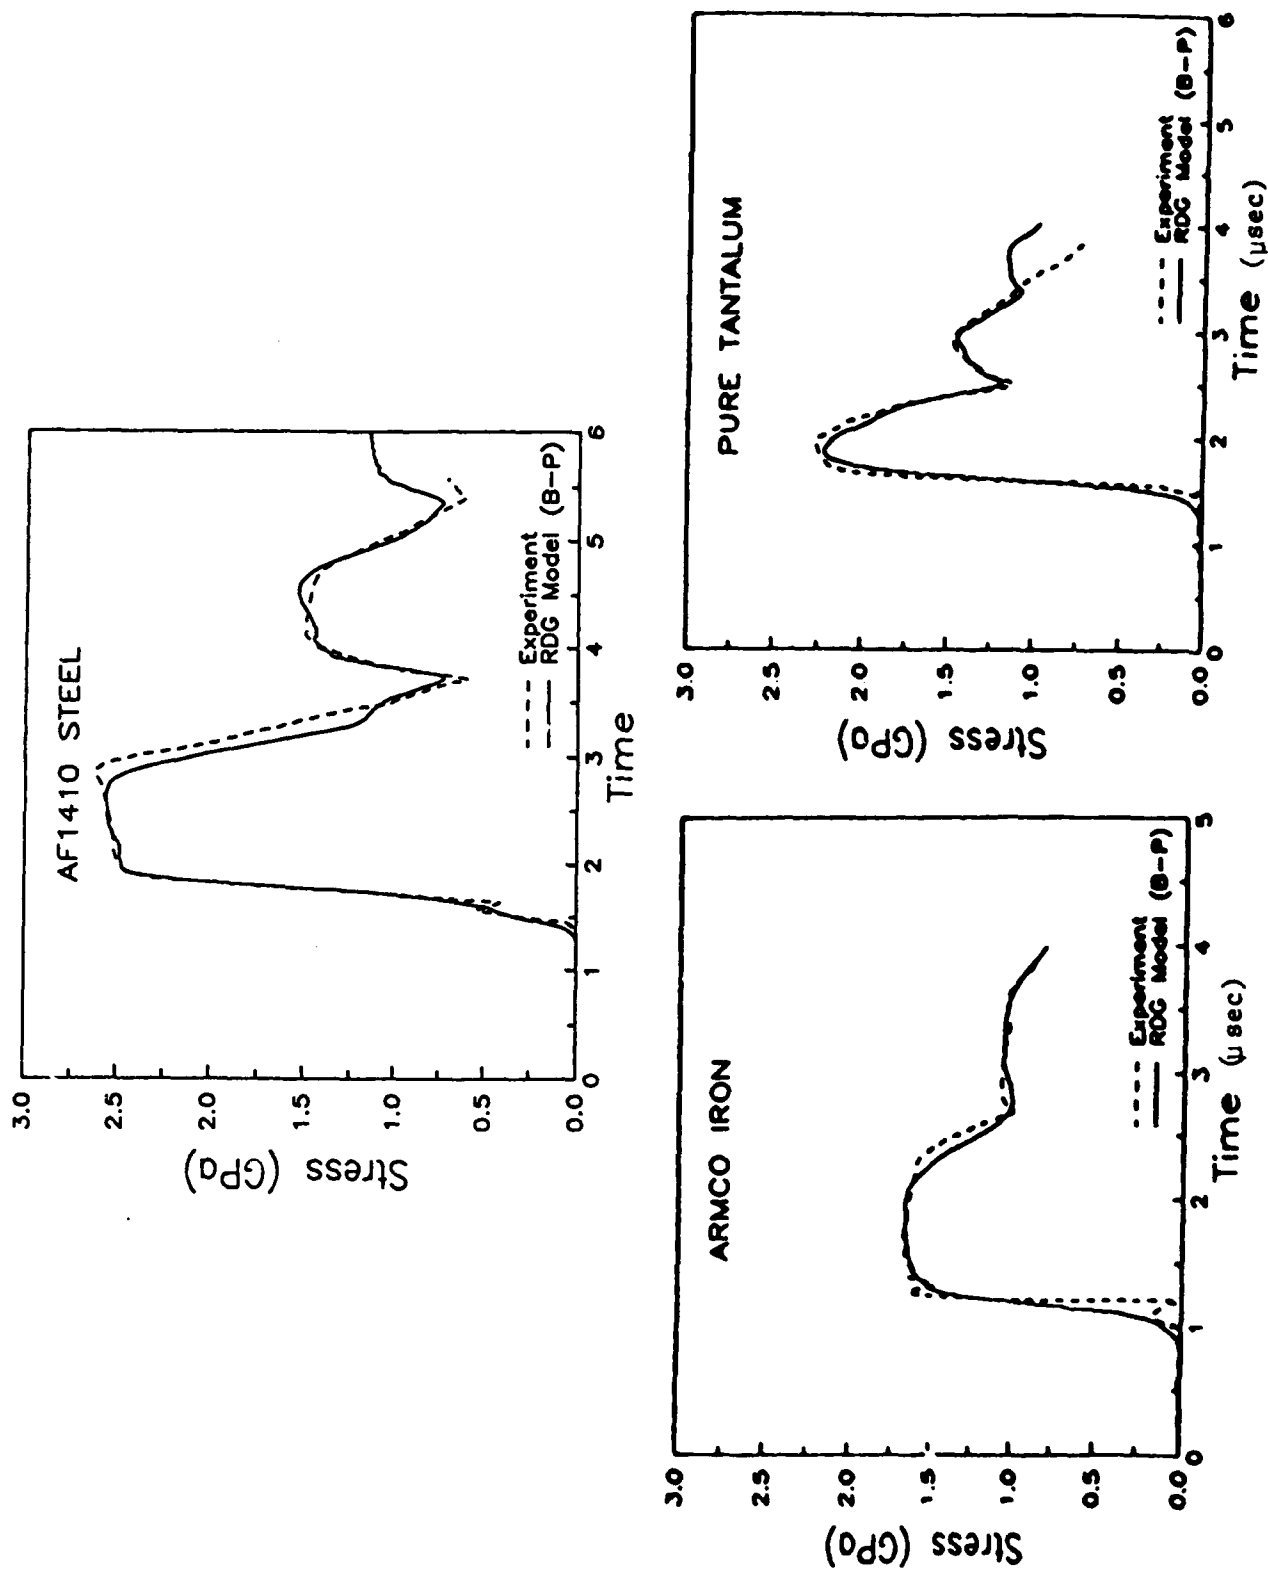 AF1410 STEEL
Stress (GPa)
3.0
2.5
2.0
1.5
1.0
0.5
0.0
0 1 2 3 4 5 6
Time
Experiment
RDG Model (B-P)
ARMCO IRON
Stress (GPa)
3.0
2.5
2.0
1.5
1.0
0.5
0.0
0 1 2 3 4 5
Time (μsec)
Experiment
RDG Model (B-P)
PURE TANTALUM
Stress (GPa)
3.0
2.5
2.0
1.5
1.0
0.5
0.0
0 1 2 3 4 5 6
Time (μsec)
Experiment
RDG Model (B-P)